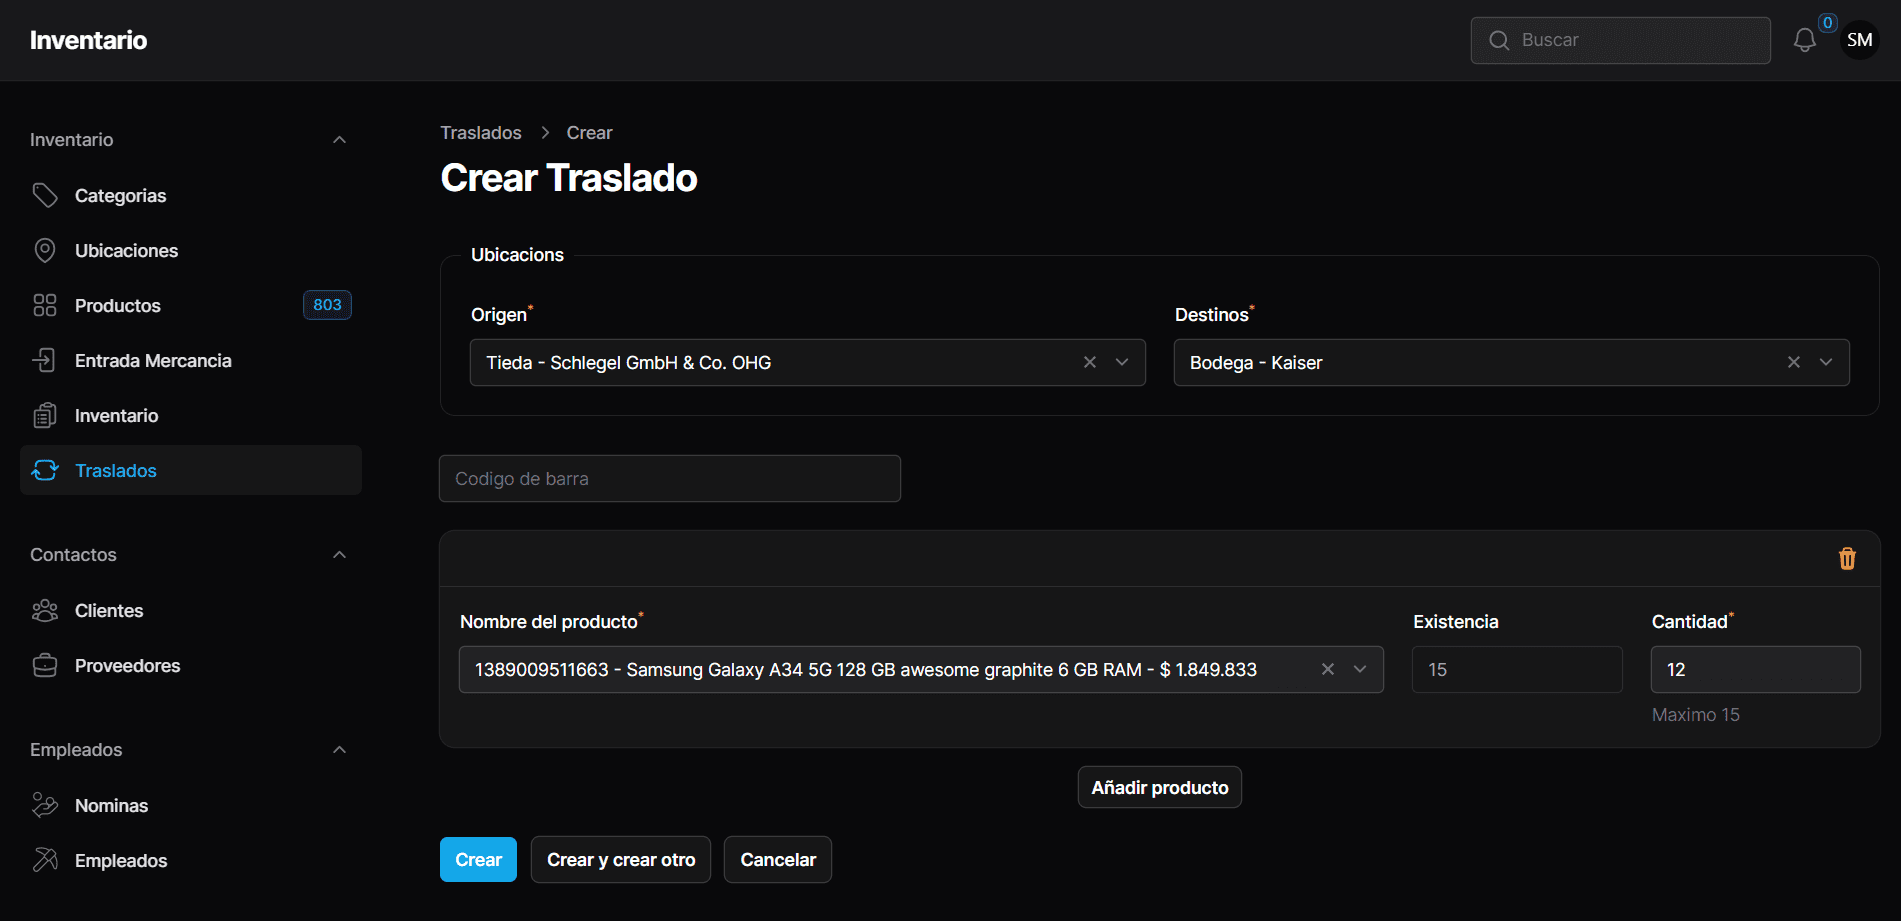 Inventario
Buscar
0
SM
Inventario
Categorias
Ubicaciones
Productos
803
Entrada Mercancia
Inventario
Traslados
Contactos
Clientes
Proveedores
Empleados
Nominas
Empleados
Traslados > Crear
Crear Traslado
Ubicacions
Origen*
Tieda - Schlegel GmbH & Co. OHG
Destinos*
Bodega - Kaiser
Codigo de barra
Nombre del producto*
1389009511663 - Samsung Galaxy A34 5G 128 GB awesome graphite 6 GB RAM - $ 1.849.833
Existencia
15
Cantidad*
12
Maximo 15
Añadir producto
Crear
Crear y crear otro
Cancelar